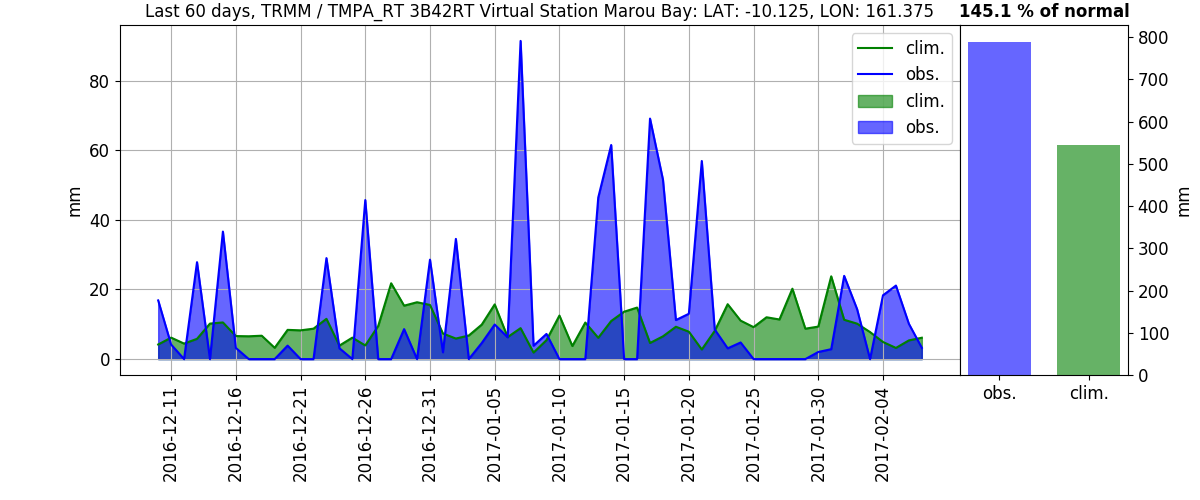 Last 60 days, TRMM / TMPA_RT 3B42RT Virtual Station Marou Bay: LAT: -10.125, LON: 161.375
145.1 % of normal
clim.
obs.
clim.
obs.
mm
80
60
40
20
0
2016-12-11
2016-12-16
2016-12-21
2016-12-26
2016-12-31
2017-01-05
2017-01-10
2017-01-15
2017-01-20
2017-01-25
2017-01-30
2017-02-04
800
700
600
500
400
300
200
100
0
mm
obs.
clim.